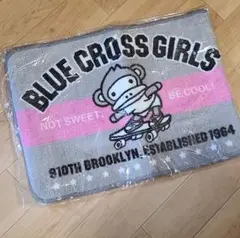 BLUE CROSS GIRLS
NOT SWEET, BE COOL!
910TH BROOKLYN, ESTABLISHED 1964